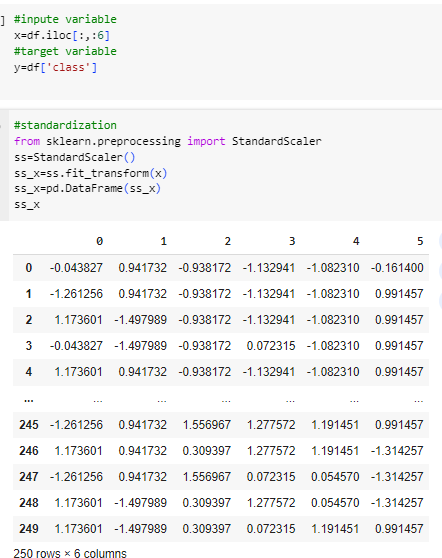 ] #inpute variable
x=df.iloc[:,:6]
#target variable
y=df['class']
#standardization
from sklearn.preprocessing import StandardScaler
ss=StandardScaler()
ss_x=ss.fit_transform(x)
ss_x=pd.DataFrame(ss_x)
ss_x
0 1 2 3 4 5
0 -0.043827 0.941732 -0.938172 -1.132941 -1.082310 -0.161400
1 -1.261256 0.941732 -0.938172 -1.132941 -1.082310 0.991457
2 1.173601 -1.497989 -0.938172 -1.132941 -1.082310 0.991457
3 -0.043827 -1.497989 -0.938172 0.072315 -1.082310 0.991457
4 1.173601 0.941732 -0.938172 -1.132941 -1.082310 0.991457
... ... ... ... ... ... ...
245 -1.261256 0.941732 1.556967 1.277572 1.191451 0.991457
246 1.173601 0.941732 0.309397 1.277572 1.191451 -1.314257
247 -1.261256 0.941732 1.556967 0.072315 0.054570 -1.314257
248 1.173601 -1.497989 0.309397 1.277572 0.054570 -1.314257
249 1.173601 -1.497989 0.309397 0.072315 1.191451 0.991457
250 rows × 6 columns